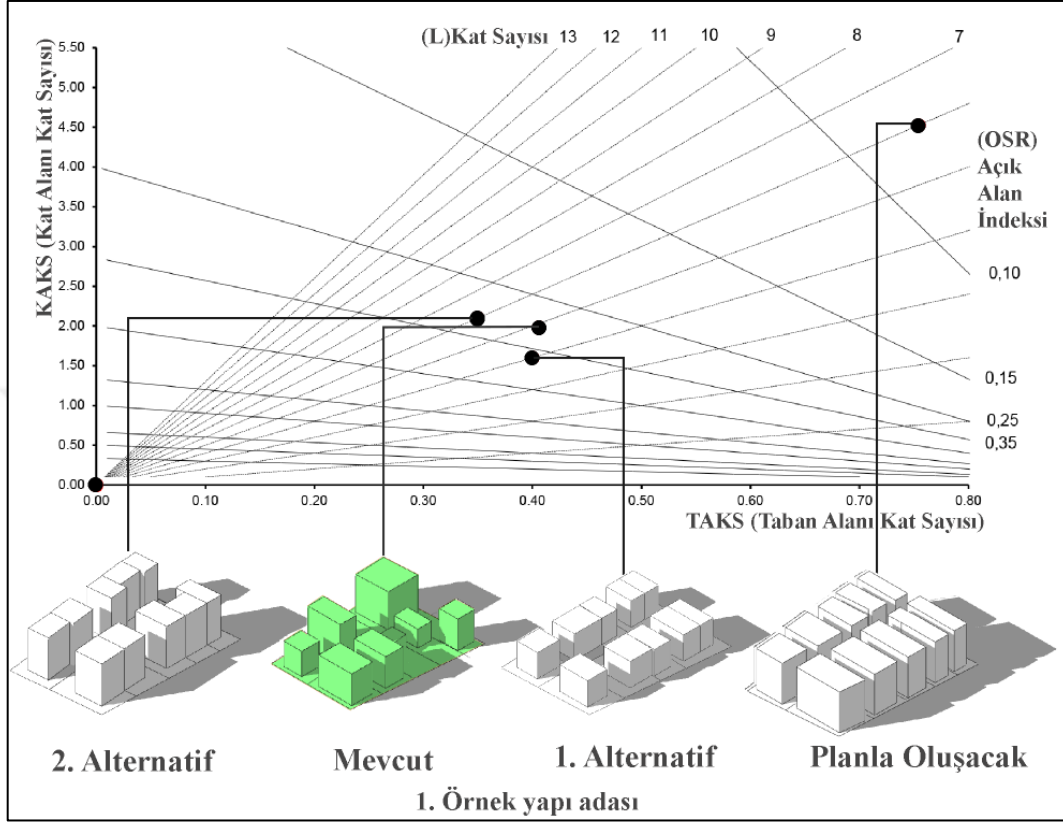 (L)Kat Sayısı 13 12 11 10 9 8 7
KAKS (Kat Alanı Kat Sayısı)
5.50
5.00
4.50
4.00
3.50
3.00
2.50
2.00
1.50
1.00
0.50
0.00
(OSR)
Açık
Alan
İndeksi
0,10
0,15
0,25
0,35
0.00 0.10 0.20 0.30 0.40 0.50 0.60 0.70 0.80
TAKS (Taban Alanı Kat Sayısı)
2. Alternatif Mevcut 1. Alternatif Planla Oluşacak
1. Örnek yapı adası